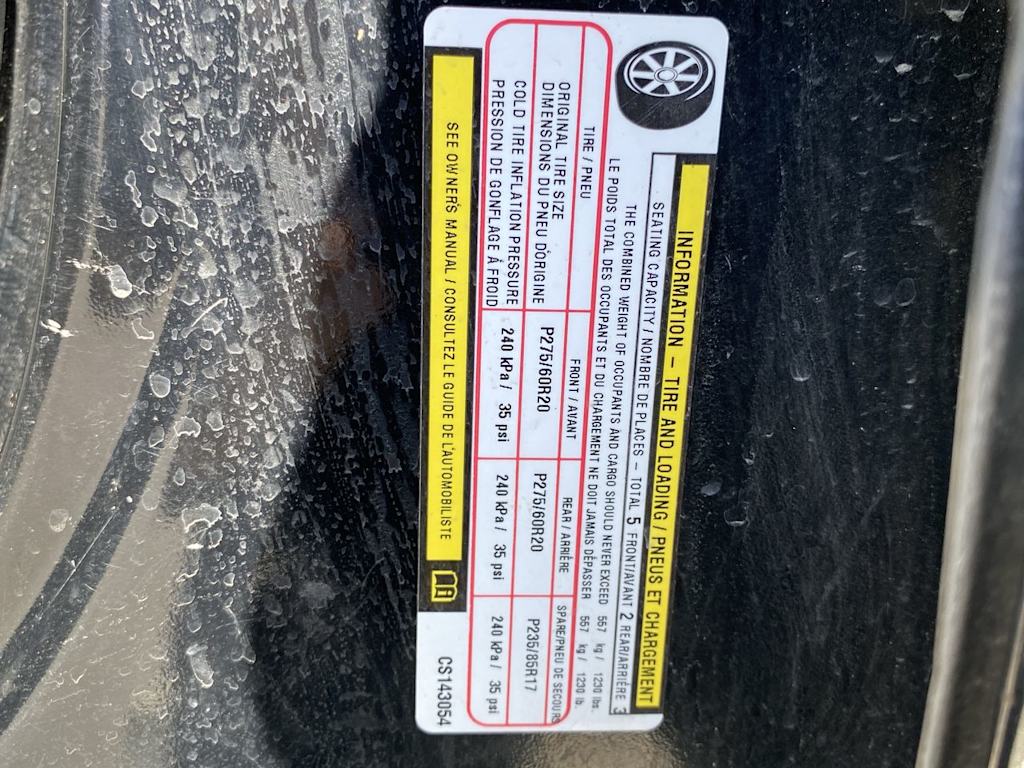 INFORMATION – TIRE AND LOADING / PNEUS ET CHARGEMENT
SEATING CAPACITY / NOMBRE DE PLACES – TOTAL 5 FRONT/AVANT 2 REAR/ARRIÈRE 3
THE COMBINED WEIGHT OF OCCUPANTS AND CARGO SHOULD NEVER EXCEED 557 kg / 1230 lbs.
LE POIDS TOTAL DES OCCUPANTS ET DU CHARGEMENT NE DOIT JAMAIS DÉPASSER 557 kg / 1230 lb.
TIRE / PNEU FRONT / AVANT REAR / ARRIÈRE SPARE/PNEU DE SECOURS
ORIGINAL TIRE SIZE
DIMENSIONS DU PNEU D'ORIGINE P275/60R20 P275/60R20 P235/85R17
COLD TIRE INFLATION PRESSURE
PRESSION DE GONFLAGE À FROID 240 kPa / 35 psi 240 kPa / 35 psi 240 kPa / 35 psi
SEE OWNER'S MANUAL / CONSULTEZ LE GUIDE DE L'AUTOMOBILISTE
CS143054